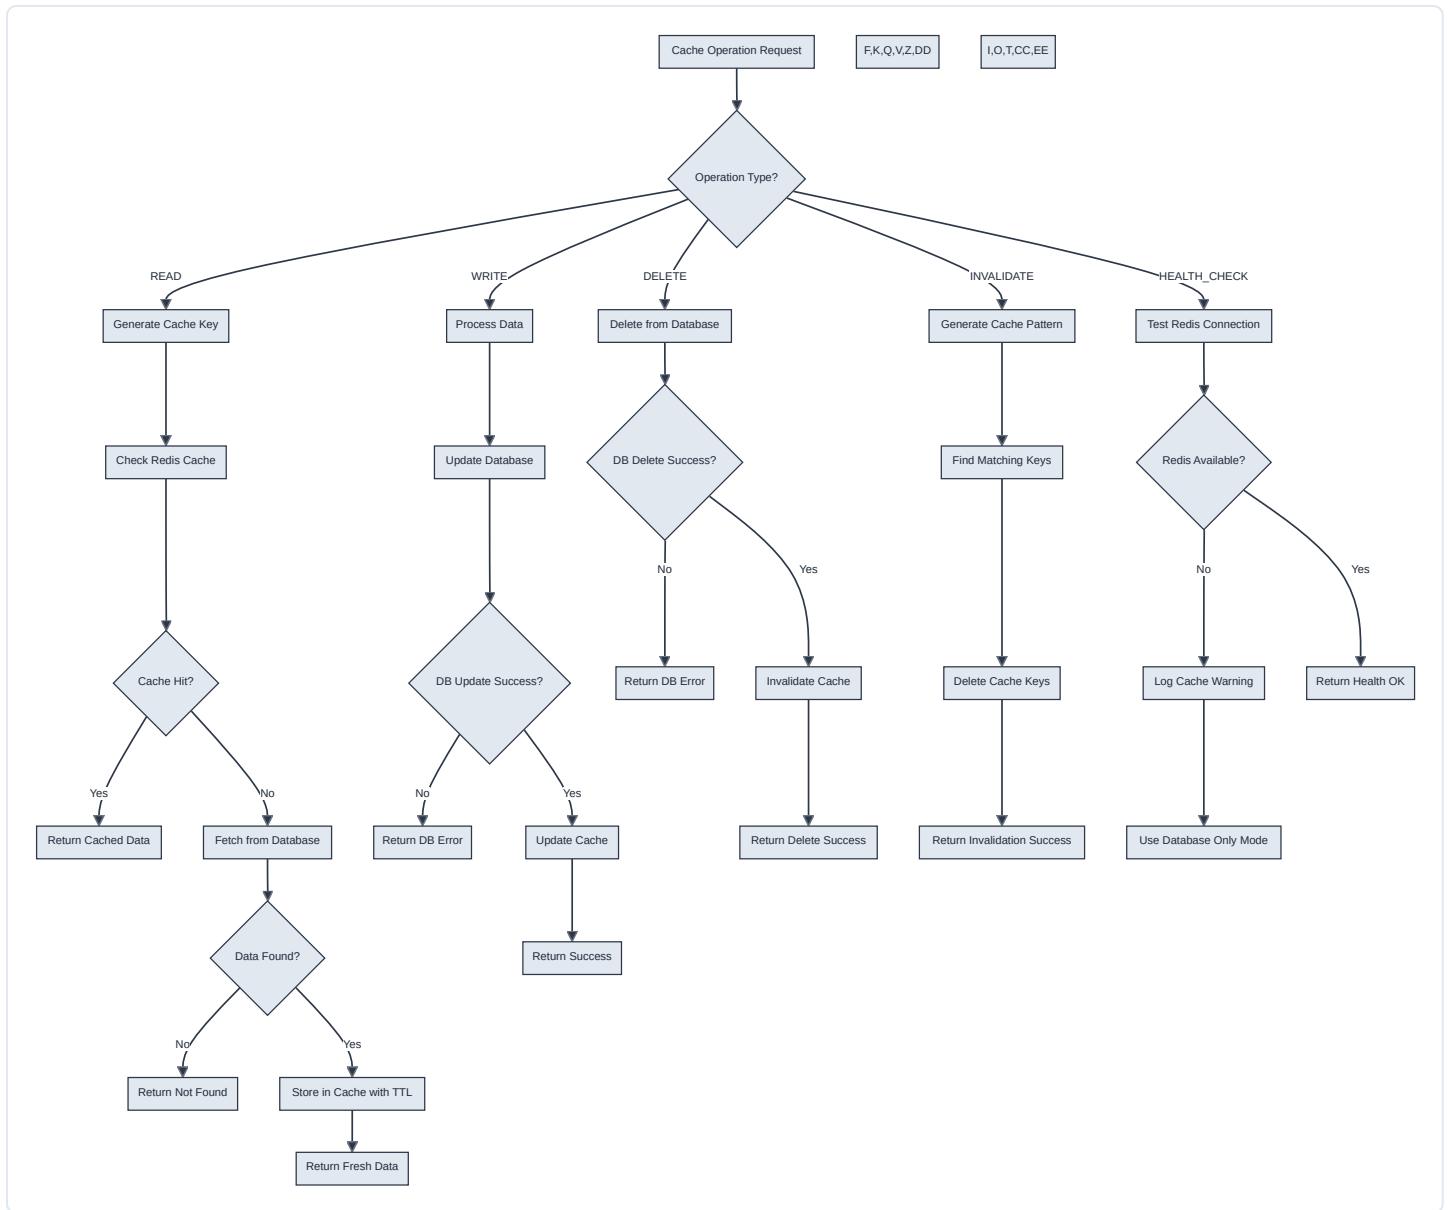 Cache Operation Request
F,K,Q,V,Z,DD
I,O,T,CC,EE
Operation Type?
READ
WRITE
DELETE
INVALIDATE
HEALTH_CHECK
Generate Cache Key
Process Data
Delete from Database
Generate Cache Pattern
Test Redis Connection
Check Redis Cache
Update Database
DB Delete Success?
Find Matching Keys
Redis Available?
No
Yes
No
Yes
Cache Hit?
DB Update Success?
Return DB Error
Invalidate Cache
Delete Cache Keys
Log Cache Warning
Return Health OK
Yes
No
No
Yes
Return Cached Data
Fetch from Database
Return DB Error
Update Cache
Return Delete Success
Return Invalidation Success
Use Database Only Mode
Data Found?
Return Success
No
Yes
Return Not Found
Store in Cache with TTL
Return Fresh Data